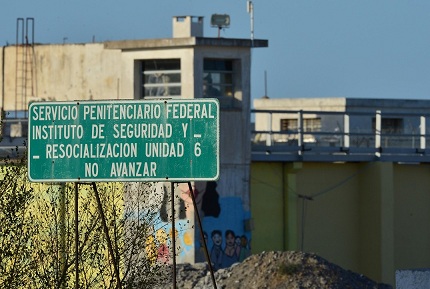 SERVICIO PENITENCIARIO FEDERAL
INSTITUTO DE SEGURIDAD Y -
- RESOCIALIZACION UNIDAD 6
NO AVANZAR